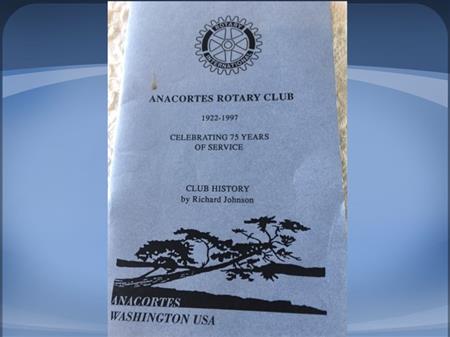 ROTARY
INTERNATIONAL
ANACORTES ROTARY CLUB
1922-1997
CELEBRATING 75 YEARS
OF SERVICE
CLUB HISTORY
by Richard Johnson
ANACORTES
WASHINGTON USA